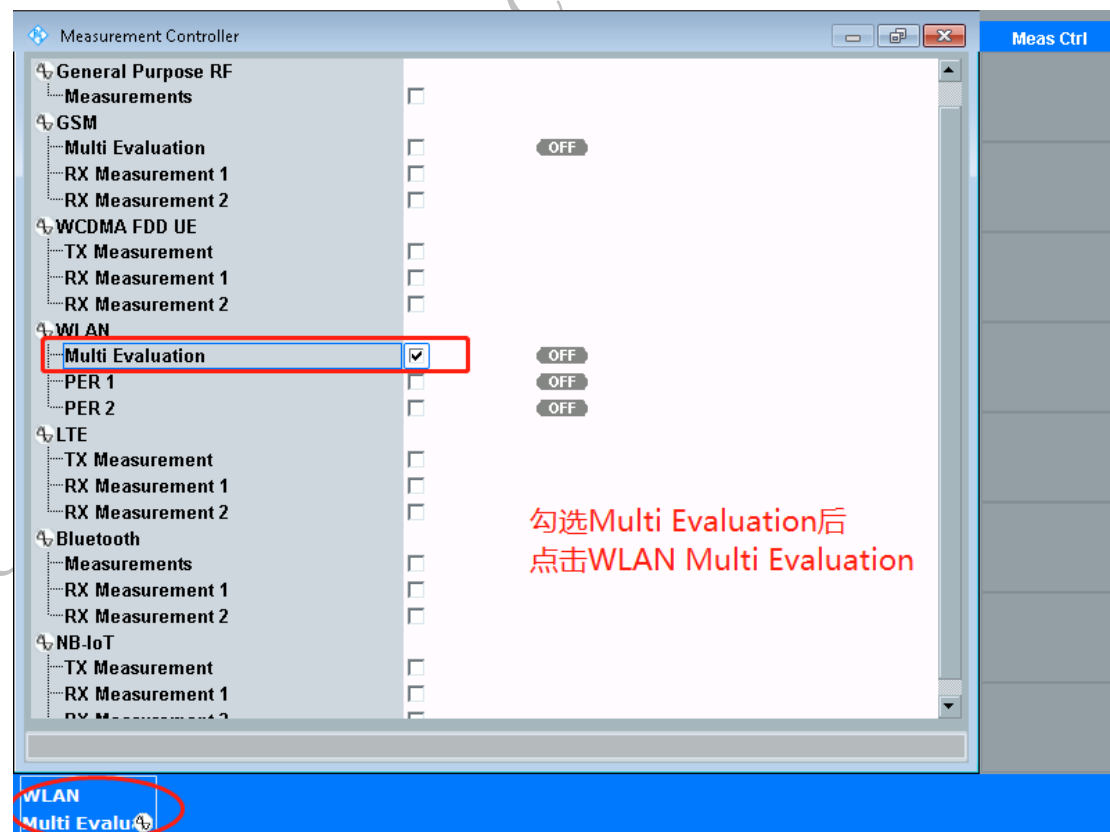 Measurement Controller
Meas Ctrl
General Purpose RF
Measurements
GSM
Multi Evaluation OFF
RX Measurement 1
RX Measurement 2
WCDMA FDD UE
TX Measurement
RX Measurement 1
RX Measurement 2
WLAN
Multi Evaluation OFF
PER 1 OFF
PER 2 OFF
LTE
TX Measurement
RX Measurement 1
RX Measurement 2
勾选Multi Evaluation后
点击WLAN Multi Evaluation
Bluetooth
Measurements
RX Measurement 1
RX Measurement 2
NB-IoT
TX Measurement
RX Measurement 1
RX Measurement 2
WLAN
Multi Evalu